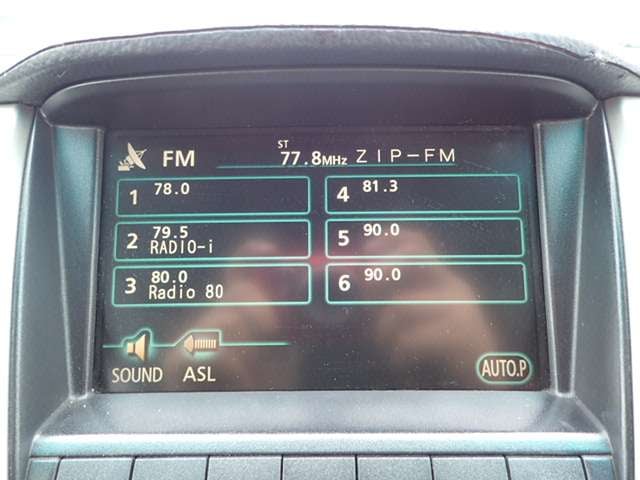 FM ST 77.8MHZ ZIP-FM
1 78.0
2 79.5 RADIO-i
3 80.0 Radio 80
4 81.3
5 90.0
6 90.0
SOUND ASL AUTO.P